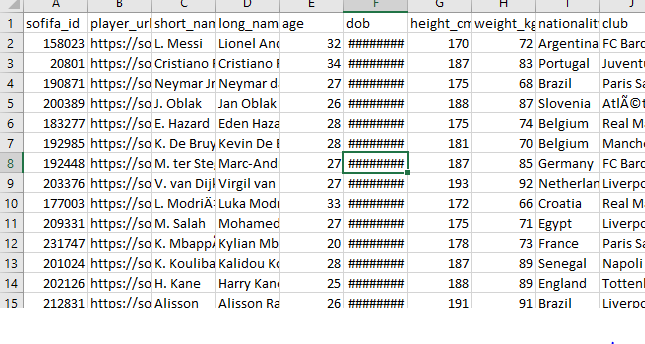 A B C D E F G H I J
1 sofifa_id player_url short_nam long_nam age dob height_cm weight_kg nationalit club
2 158023 https://so L. Messi Lionel And 32 ######## 170 72 Argentina FC Barc
3 20801 https://so Cristiano F Cristiano F 34 ######## 187 83 Portugal Juventu
4 190871 https://so Neymar Jr Neymar d 27 ######## 175 68 Brazil Paris Sa
5 200389 https://so J. Oblak Jan Oblak 26 ######## 188 87 Slovenia AtlÃ©t
6 183277 https://so E. Hazard Eden Haza 28 ######## 175 74 Belgium Real M
7 192985 https://so K. De Bruy Kevin De B 28 ######## 181 70 Belgium Manche
8 192448 https://so M. ter Ste Marc-And 27 ######## 187 85 Germany FC Barc
9 203376 https://so V. van Dijk Virgil van 27 ######## 193 92 Netherlan Liverpo
10 177003 https://so L. ModriÄ Luka Mod 33 ######## 172 66 Croatia Real M
11 209331 https://so M. Salah Mohamed 27 ######## 175 71 Egypt Liverpo
12 231747 https://so K. MbappÃ Kylian Mb 20 ######## 178 73 France Paris Sa
13 201024 https://so K. Kouliba Kalidou Ko 28 ######## 187 89 Senegal Napoli
14 202126 https://so H. Kane Harry Kane 25 ######## 188 89 England Tottenh
15 212831 https://so Alisson Alisson Ra 26 ######## 191 91 Brazil Liverpo